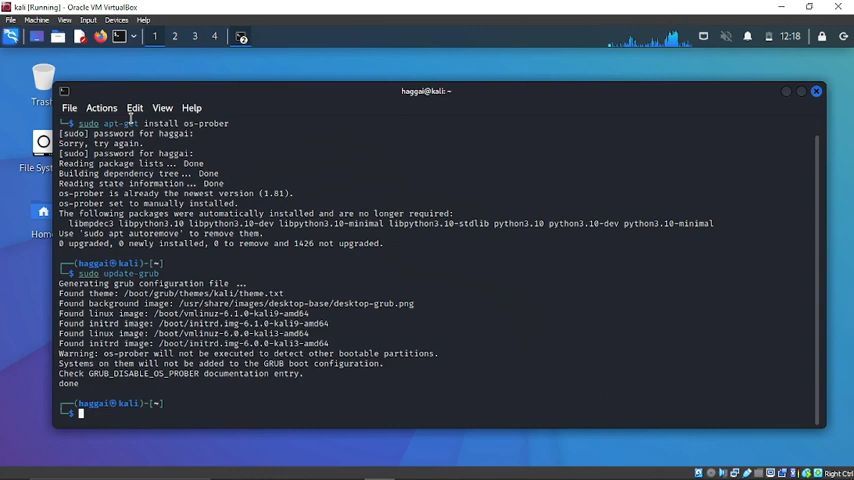 kali [Running] - Oracle VM VirtualBox
File Machine View Input Devices Help
1 2 3 4
12:18
haggai@kali: ~
File Actions Edit View Help
Trash
File System
Home
└─$ sudo apt-get install os-prober
[sudo] password for haggai:
Sorry, try again.
[sudo] password for haggai:
Reading package lists... Done
Building dependency tree... Done
Reading state information... Done
os-prober is already the newest version (1.81).
os-prober set to manually installed.
The following packages were automatically installed and are no longer required:
libmpdec3 libpython3.10 libpython3.10-dev libpython3.10-minimal libpython3.10-stdlib python3.10 python3.10-dev python3.10-minimal
Use 'sudo apt autoremove' to remove them.
0 upgraded, 0 newly installed, 0 to remove and 1426 not upgraded.
┌──(haggai㉿kali)-[~]
└─$ sudo update-grub
Generating grub configuration file ...
Found theme: /boot/grub/themes/kali/theme.txt
Found background image: /usr/share/images/desktop-base/desktop-grub.png
Found linux image: /boot/vmlinuz-6.1.0-kali9-amd64
Found initrd image: /boot/initrd.img-6.1.0-kali9-amd64
Found linux image: /boot/vmlinuz-6.0.0-kali3-amd64
Found initrd image: /boot/initrd.img-6.0.0-kali3-amd64
Warning: os-prober will not be executed to detect other bootable partitions.
Systems on them will not be added to the GRUB boot configuration.
Check GRUB_DISABLE_OS_PROBER documentation entry.
done
┌──(haggai㉿kali)-[~]
└─$
Right Ctrl